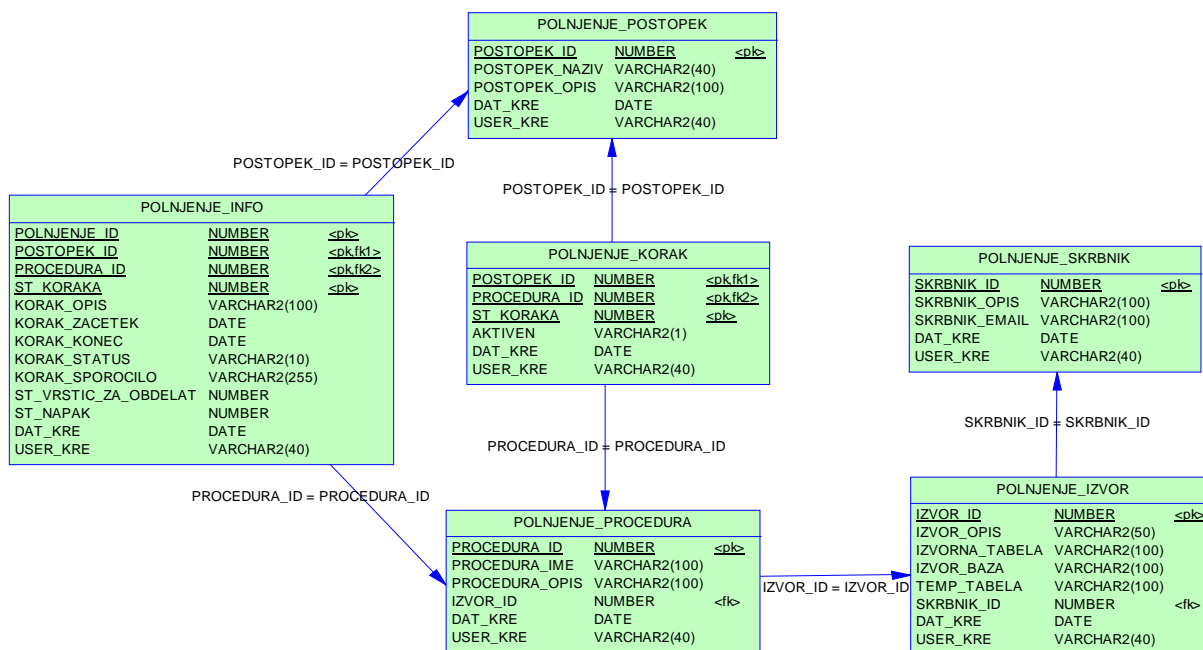 POLNJENJE_POSTOPEK
POSTOPEK_ID NUMBER <pk>
POSTOPEK_NAZIV VARCHAR2(40)
POSTOPEK_OPIS VARCHAR2(100)
DAT_KRE DATE
USER_KRE VARCHAR2(40)
POSTOPEK_ID = POSTOPEK_ID
POSTOPEK_ID = POSTOPEK_ID
POLNJENJE_INFO
POLNJENJE_ID NUMBER <pk>
POSTOPEK_ID NUMBER <pk,fk1>
PROCEDURA_ID NUMBER <pk,fk2>
ST_KORAKA NUMBER <pk>
KORAK_OPIS VARCHAR2(100)
KORAK_ZACETEK DATE
KORAK_KONEC DATE
KORAK_STATUS VARCHAR2(10)
KORAK_SPOROCILO VARCHAR2(255)
ST_VRSTIC_ZA_OBDELAT NUMBER
ST_NAPAK NUMBER
DAT_KRE DATE
USER_KRE VARCHAR2(40)
POLNJENJE_KORAK
POSTOPEK_ID NUMBER <pk,fk1>
PROCEDURA_ID NUMBER <pk,fk2>
ST_KORAKA NUMBER <pk>
AKTIVEN VARCHAR2(1)
DAT_KRE DATE
USER_KRE VARCHAR2(40)
POLNJENJE_SKRBNIK
SKRBNIK_ID NUMBER <pk>
SKRBNIK_OPIS VARCHAR2(100)
SKRBNIK_EMAIL VARCHAR2(100)
DAT_KRE DATE
USER_KRE VARCHAR2(40)
SKRBNIK_ID = SKRBNIK_ID
PROCEDURA_ID = PROCEDURA_ID
PROCEDURA_ID = PROCEDURA_ID
POLNJENJE_PROCEDURA
PROCEDURA_ID NUMBER <pk>
PROCEDURA_IME VARCHAR2(100)
PROCEDURA_OPIS VARCHAR2(100)
IZVOR_ID NUMBER <fk>
DAT_KRE DATE
USER_KRE VARCHAR2(40)
IZVOR_ID = IZVOR_ID
POLNJENJE_IZVOR
IZVOR_ID NUMBER <pk>
IZVOR_OPIS VARCHAR2(50)
IZVORNA_TABELA VARCHAR2(100)
IZVOR_BAZA VARCHAR2(100)
TEMP_TABELA VARCHAR2(100)
SKRBNIK_ID NUMBER <fk>
DAT_KRE DATE
USER_KRE VARCHAR2(40)